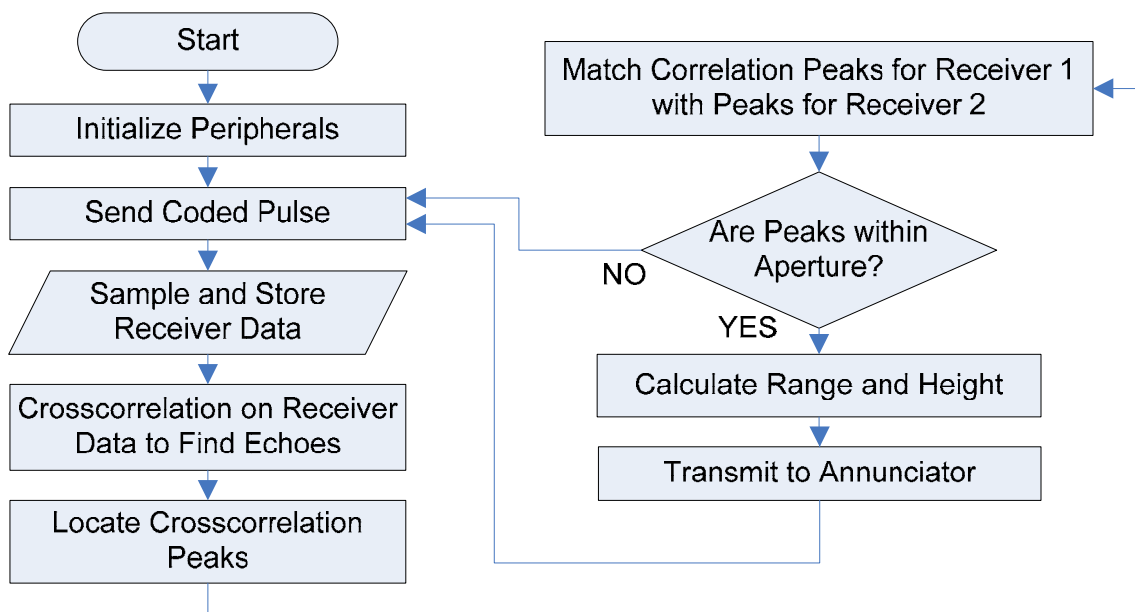 Start
Initialize Peripherals
Send Coded Pulse
Sample and Store
Receiver Data
Crosscorrelation on Receiver
Data to Find Echoes
Locate Crosscorrelation
Peaks
Match Correlation Peaks for Receiver 1
with Peaks for Receiver 2
Are Peaks within
Aperture?
NO
YES
Calculate Range and Height
Transmit to Annunciator